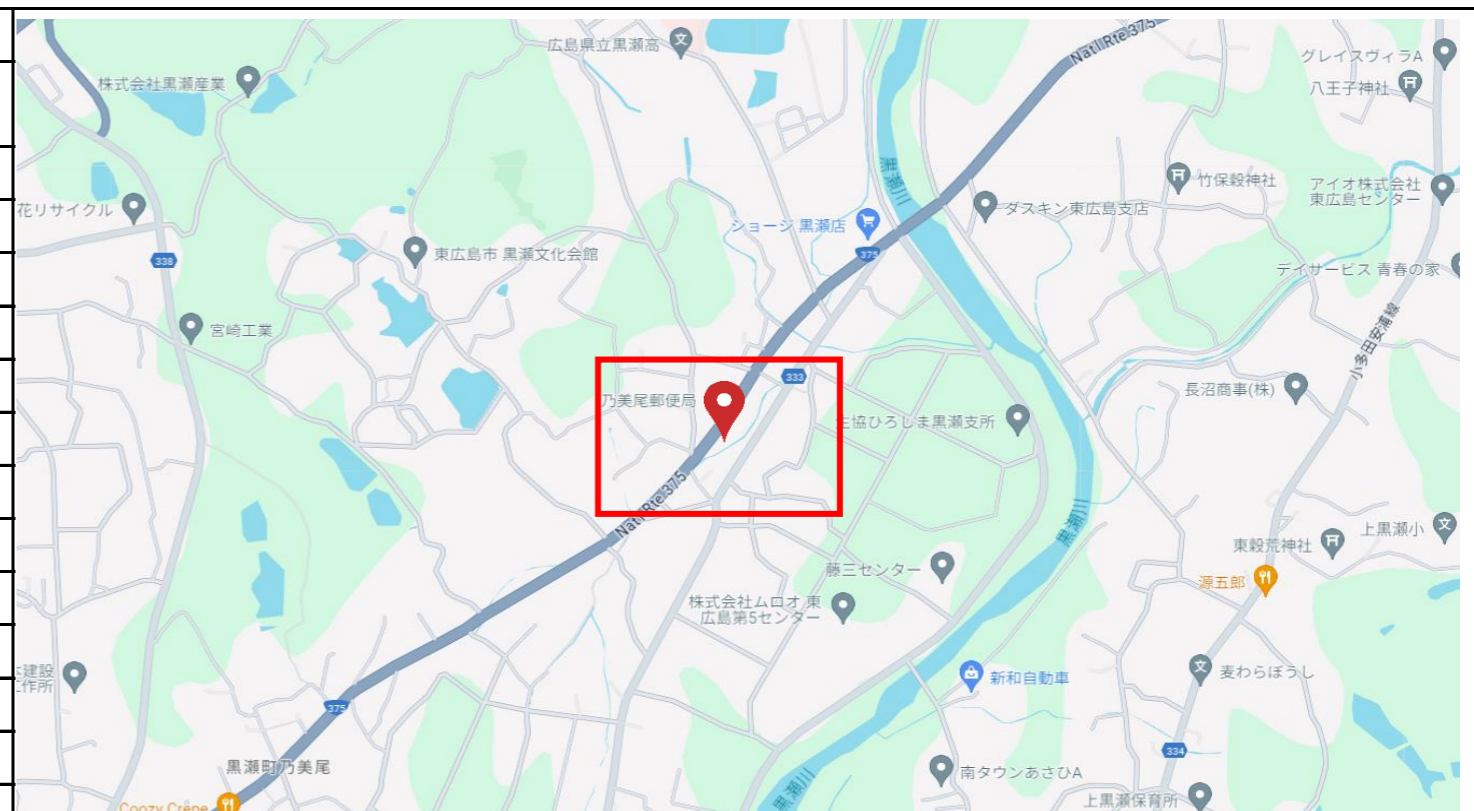 広島県立黒瀬高
Nat'l Rte 375
グレイスヴィラA
八王子神社
株式会社黒瀬産業
黒瀬川
竹保穀神社
アイオ株式会社
東広島センター
花リサイクル
ダスキン東広島支店
ショージ 黒瀬店
東広島市 黒瀬文化会館
375
338
デイサービス 青春の家
宮崎工業
小多田安浦線
333
長沼商事(株)
乃美尾郵便局
生協ひろしま黒瀬支所
Nat'l Rte 375
黒瀬川
上黒瀬小
東穀荒神社
藤三センター
源五郎
株式会社ムロオ 東
広島第5センター
建設
工作所
新和自動車
麦わらぼうし
375
334
黒瀬町乃美尾
南タウンあさひA
黒瀬川
上黒瀬保育所
Coozy Crepe